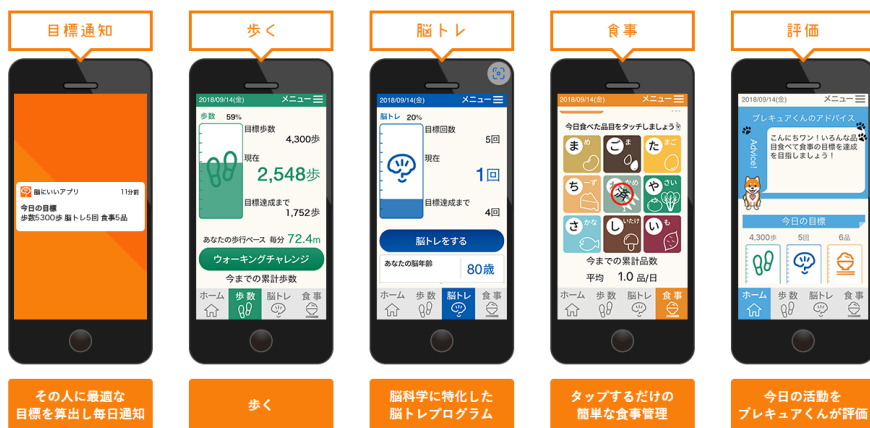 目標通知
歩く
脳トレ
食事
評価
脳にいいアプリ 11分前
今日の目標
歩数5300歩 脳トレ5回 食事5品
2018/09/14(金) メニュー
歩数 59%
目標歩数
4,300歩
現在
2,548歩
目標達成まで
1,752歩
あなたの歩行ペース 毎分 72.4m
ウォーキングチャレンジ
今までの累計歩数
ホーム 歩数 脳トレ 食事
2018/09/14(金) メニュー
脳トレ 20%
目標回数
5回
現在
1回
目標達成まで
4回
脳トレをする
あなたの脳年齢
80歳
ホーム 歩数 脳トレ 食事
2018/09/14(金) メニュー
今日食べた品目をタッチしましょう
まめ ごま たまご
ちーず わかめ 済 やさい
さかな しいたけ いも
今までの累計品数
平均 1.0 品/日
ホーム 歩数 脳トレ 食事
2018/09/14(金) メニュー
プレキュアくんのアドバイス
Advice!
こんにちワン！いろんな品
目食べて食事の目標を達成
を目指しましょう！
今日の目標
4,300歩 5回 6品
ホーム 歩数 脳トレ 食事
その人に最適な
目標を算出し毎日通知
歩く
脳科学に特化した
脳トレプログラム
タップするだけの
簡単な食事管理
今日の活動を
プレキュアくんが評価